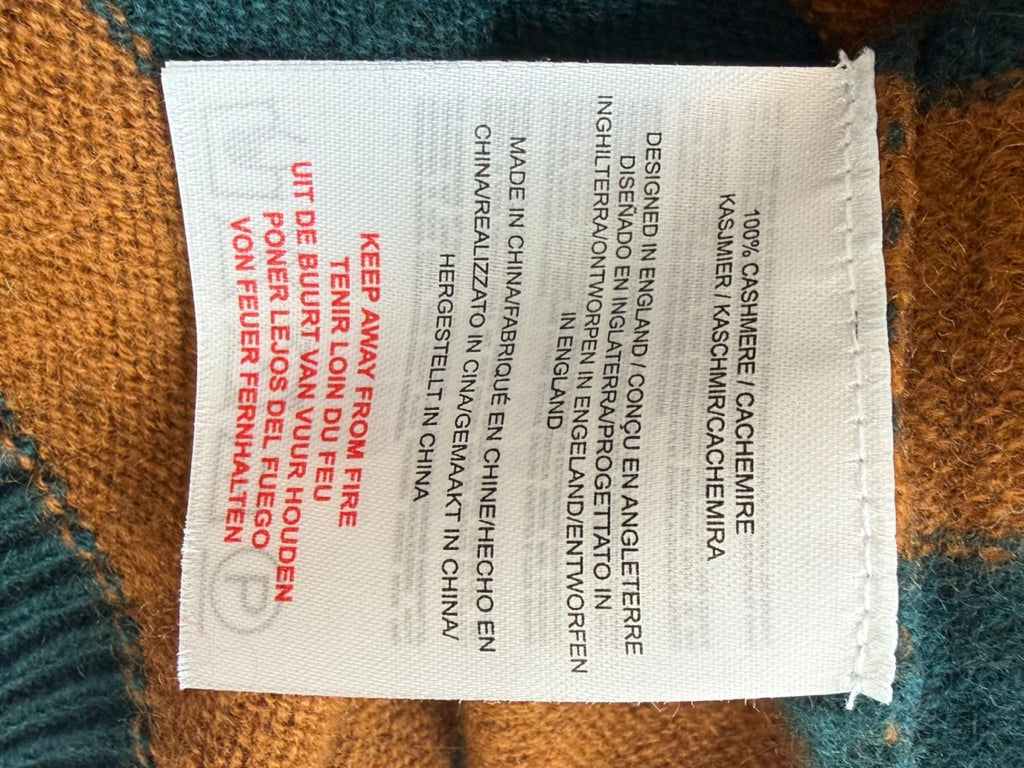 100% CASHMERE / CACHEMIRE
KASJMIER / KASCHMIR/CACHEMIRA
DESIGNED IN ENGLAND / CONÇU EN ANGLETERRE
DISEÑADO EN INGLATERRA/PROGETTATO IN
INGHILTERRA/ONTWORPEN IN ENGELAND/ENTWORFEN
IN ENGLAND
MADE IN CHINA/FABRIQUÉ EN CHINE/HECHO EN
CHINA/REALIZZATO IN CINA/GEMAAKT IN CHINA/
HERGESTELLT IN CHINA
KEEP AWAY FROM FIRE
TENIR LOIN DU FEU
UIT DE BUURT VAN VUUR HOUDEN
PONER LEJOS DEL FUEGO
VON FEUER FERNHALTEN